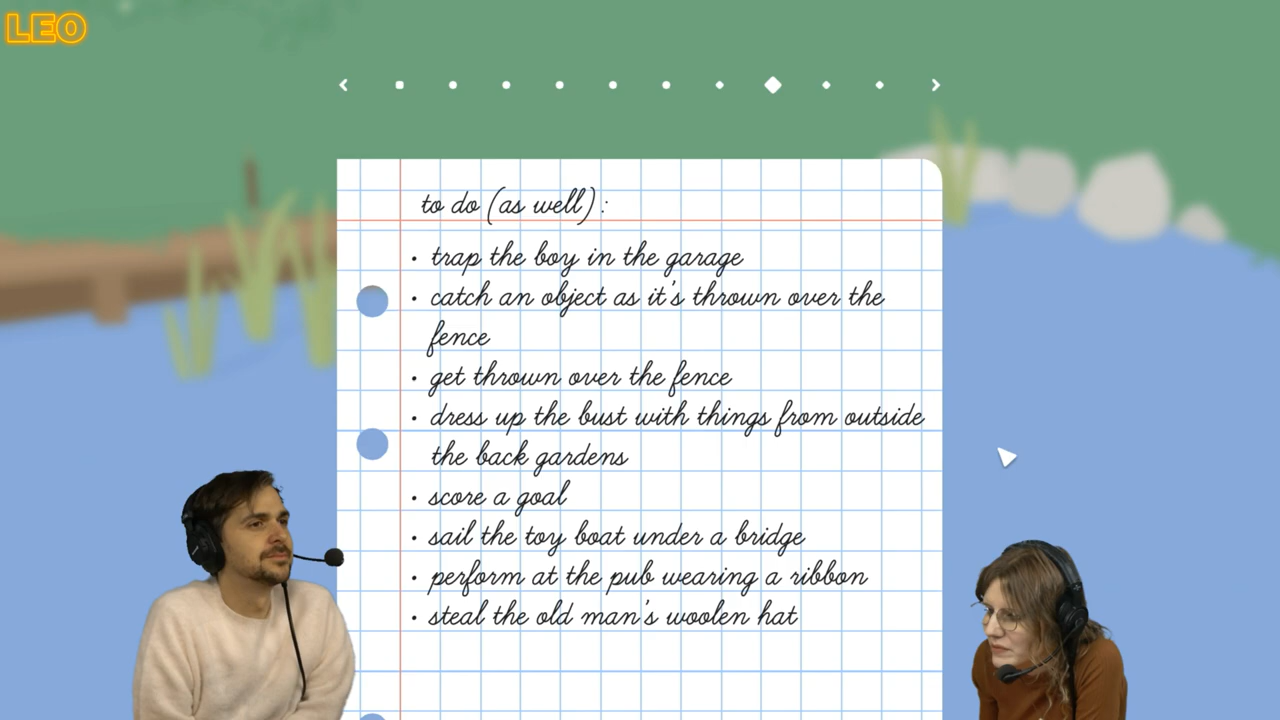 LEO
to do (as well):
• trap the boy in the garage
• catch an object as it's thrown over the
fence
• get thrown over the fence
• dress up the bust with things from outside
the back gardens
• score a goal
• sail the toy boat under a bridge
• perform at the pub wearing a ribbon
• steal the old man's woolen hat